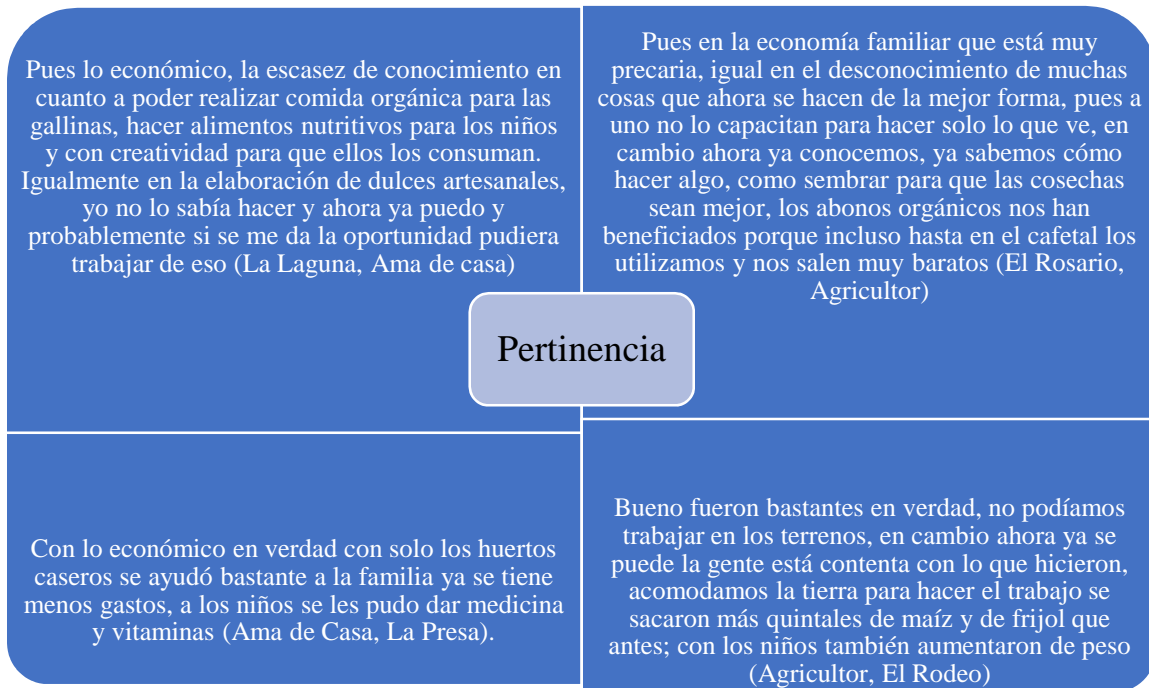 Pues lo económico, la escasez de conocimiento en
cuanto a poder realizar comida orgánica para las
gallinas, hacer alimentos nutritivos para los niños
y con creatividad para que ellos los consuman.
Igualmente en la elaboración de dulces artesanales,
yo no lo sabía hacer y ahora ya puedo y
probablemente si se me da la oportunidad pudiera
trabajar de eso (La Laguna, Ama de casa)
Pues en la economía familiar que está muy
precaria, igual en el desconocimiento de muchas
cosas que ahora se hacen de la mejor forma, pues a
uno no lo capacitan para hacer solo lo que ve, en
cambio ahora ya conocemos, ya sabemos cómo
hacer algo, como sembrar para que las cosechas
sean mejor, los abonos orgánicos nos han
beneficiados porque incluso hasta en el cafetal los
utilizamos y nos salen muy baratos (El Rosario,
Agricultor)
Pertinencia
Con lo económico en verdad con solo los huertos
caseros se ayudó bastante a la familia ya se tiene
menos gastos, a los niños se les pudo dar medicina
y vitaminas (Ama de Casa, La Presa).
Bueno fueron bastantes en verdad, no podíamos
trabajar en los terrenos, en cambio ahora ya se
puede la gente está contenta con lo que hicieron,
acomodamos la tierra para hacer el trabajo se
sacaron más quintales de maíz y de frijol que
antes; con los niños también aumentaron de peso
(Agricultor, El Rodeo)